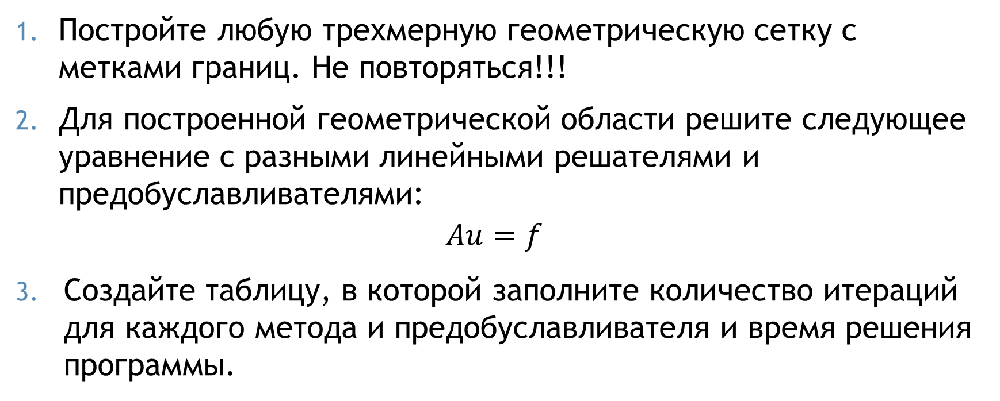 1. Постройте любую трехмерную геометрическую сетку с
метками границ. Не повторяться!!!
2. Для построенной геометрической области решите следующее
уравнение с разными линейными решателями и
предобуславливателями:
Au = f
3. Создайте таблицу, в которой заполните количество итераций
для каждого метода и предобуславливателя и время решения
программы.